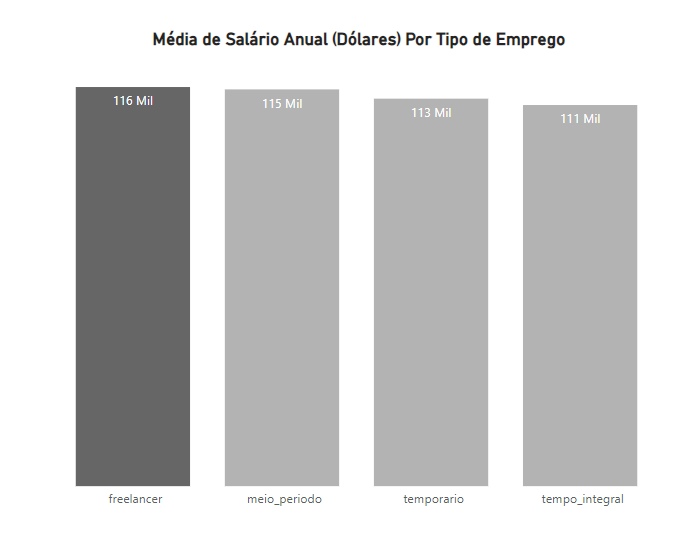 Média de Salário Anual (Dólares) Por Tipo de Emprego
116 Mil
115 Mil
113 Mil
111 Mil
freelancer
meio_periodo
temporario
tempo_integral